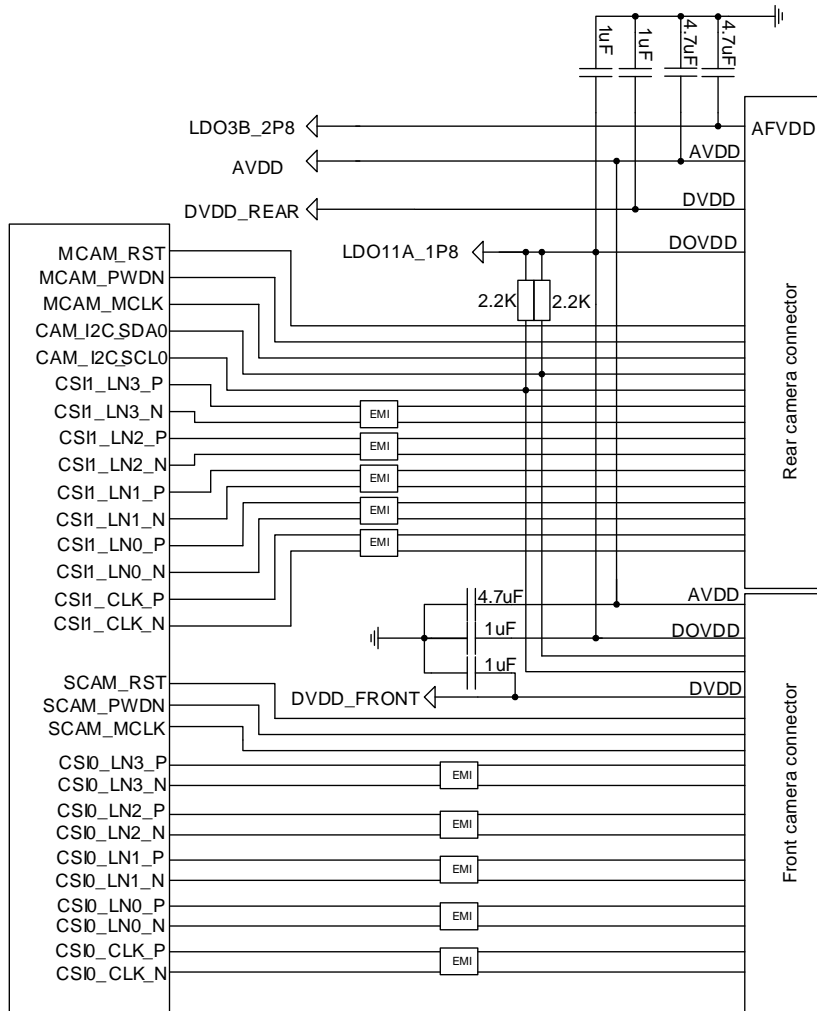 1uF
1uF
4.7uF
4.7uF
LDO3B_2P8
AFVDD
AVDD
AVDD
DVDD_REAR
DVDD
LDO11A_1P8
DOVDD
2.2K
2.2K
MCAM_RST
MCAM_PWDN
MCAM_MCLK
CAM_I2C_SDA0
CAM_I2C_SCL0
CSI1_LN3_P
CSI1_LN3_N
CSI1_LN2_P
CSI1_LN2_N
CSI1_LN1_P
CSI1_LN1_N
CSI1_LN0_P
CSI1_LN0_N
CSI1_CLK_P
CSI1_CLK_N
EMI
EMI
EMI
EMI
EMI
Rear camera connector
4.7uF
AVDD
1uF
DOVDD
1uF
DVDD_FRONT
DVDD
SCAM_RST
SCAM_PWDN
SCAM_MCLK
CSI0_LN3_P
CSI0_LN3_N
CSI0_LN2_P
CSI0_LN2_N
CSI0_LN1_P
CSI0_LN1_N
CSI0_LN0_P
CSI0_LN0_N
CSI0_CLK_P
CSI0_CLK_N
EMI
EMI
EMI
EMI
EMI
Front camera connector